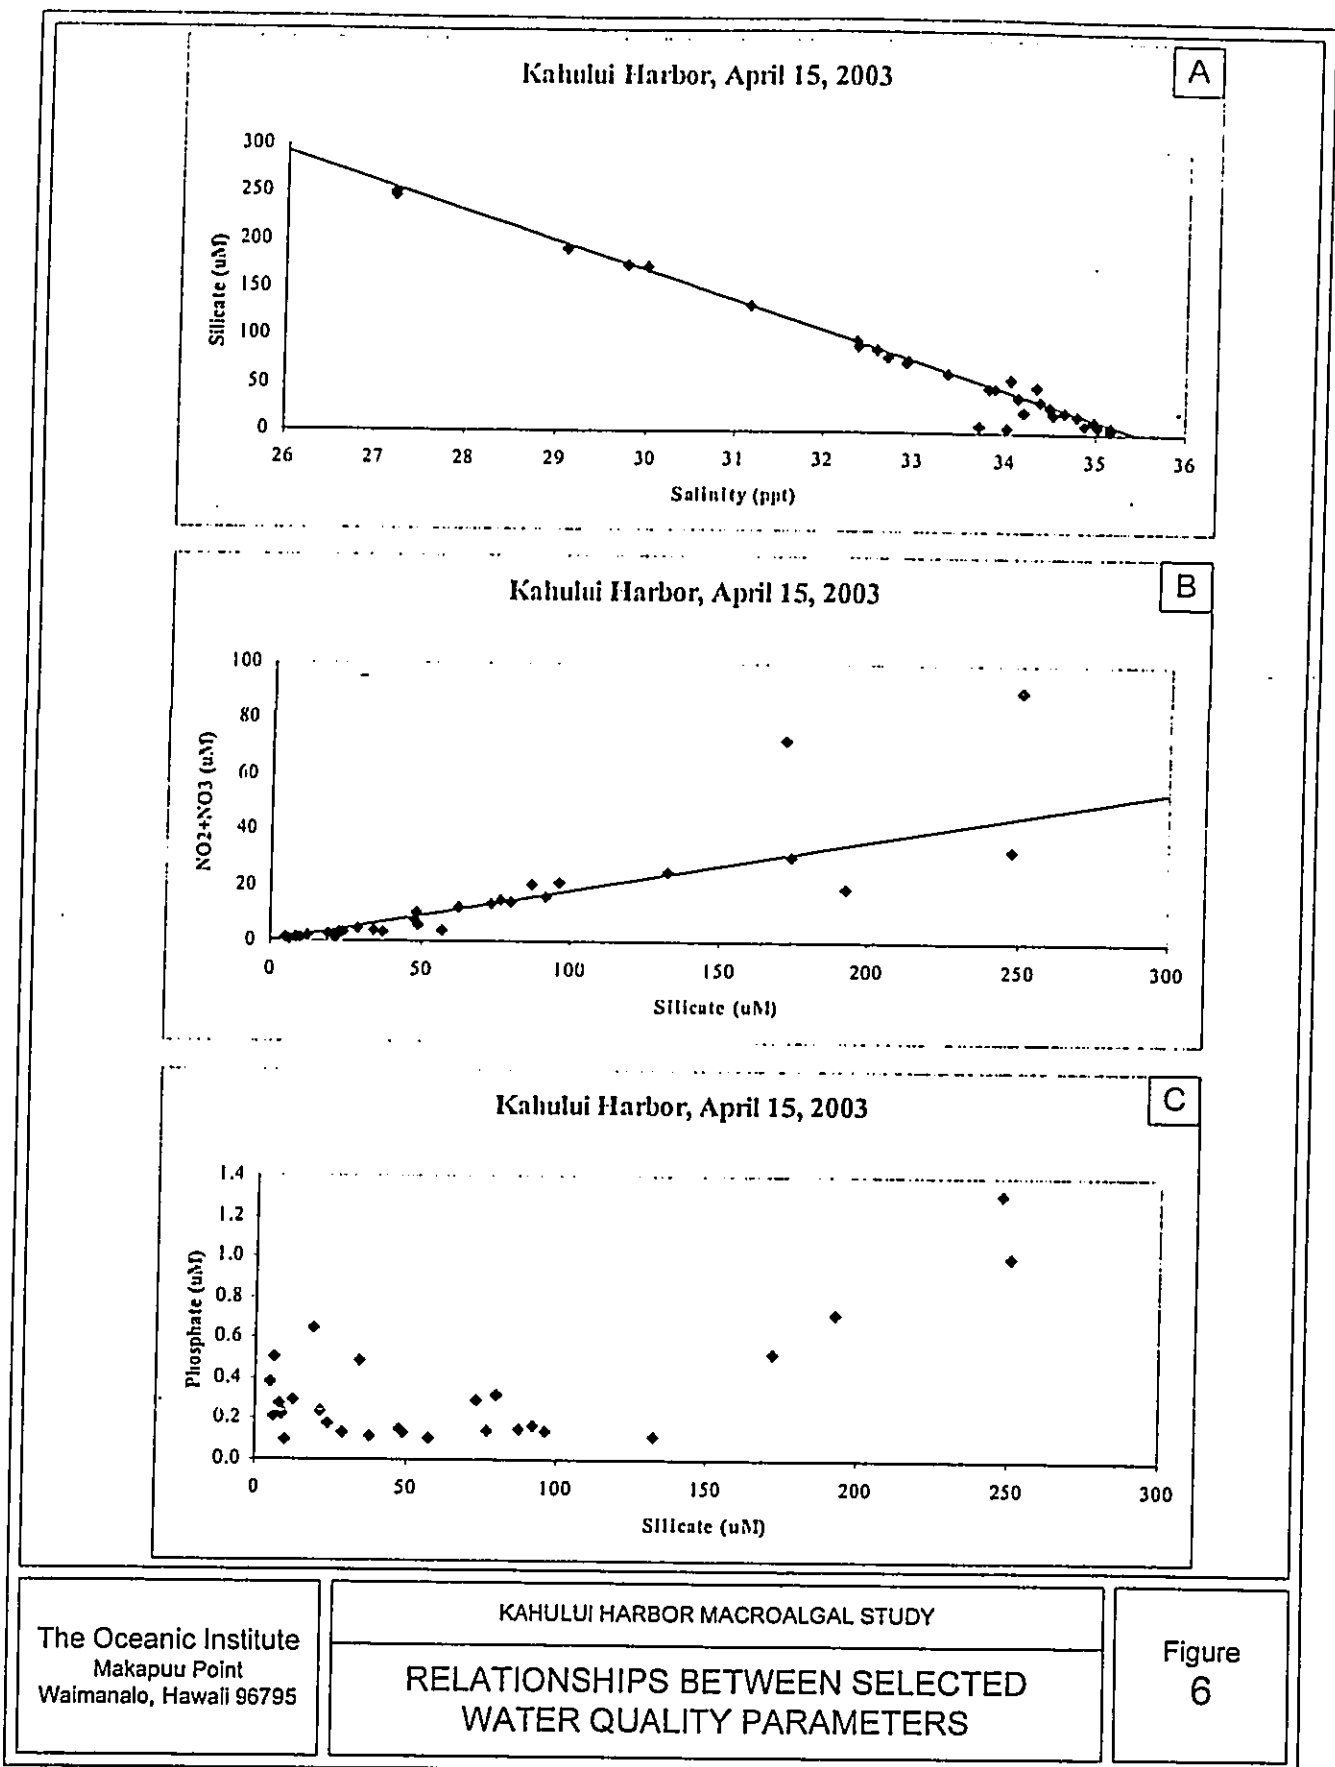 Kahului Harbor, April 15, 2003
A
300
250
200
150
100
50
0
Silicate (uM)
26 27 28 29 30 31 32 33 34 35 36
Salinity (ppt)
Kahului Harbor, April 15, 2003
B
100
80
60
40
20
0
NO2+NO3 (uM)
0 50 100 150 200 250 300
Silicate (uM)
Kahului Harbor, April 15, 2003
C
1.4
1.2
1.0
0.8
0.6
0.4
0.2
0.0
Phosphate (uM)
0 50 100 150 200 250 300
Silicate (uM)
The Oceanic Institute
Makapuu Point
Waimanalo, Hawaii 96795
KAHULUI HARBOR MACROALGAL STUDY
RELATIONSHIPS BETWEEN SELECTED
WATER QUALITY PARAMETERS
Figure
6